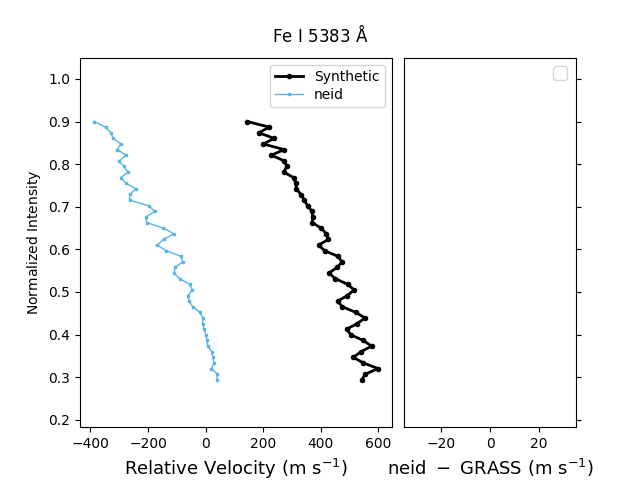 Fe I 5383 Å
Synthetic
neid
Normalized Intensity
1.0
0.9
0.8
0.7
0.6
0.5
0.4
0.3
0.2
−400 −200 0 200 400 600
−20 0 20
Relative Velocity (m s⁻¹)
neid − GRASS (m s⁻¹)